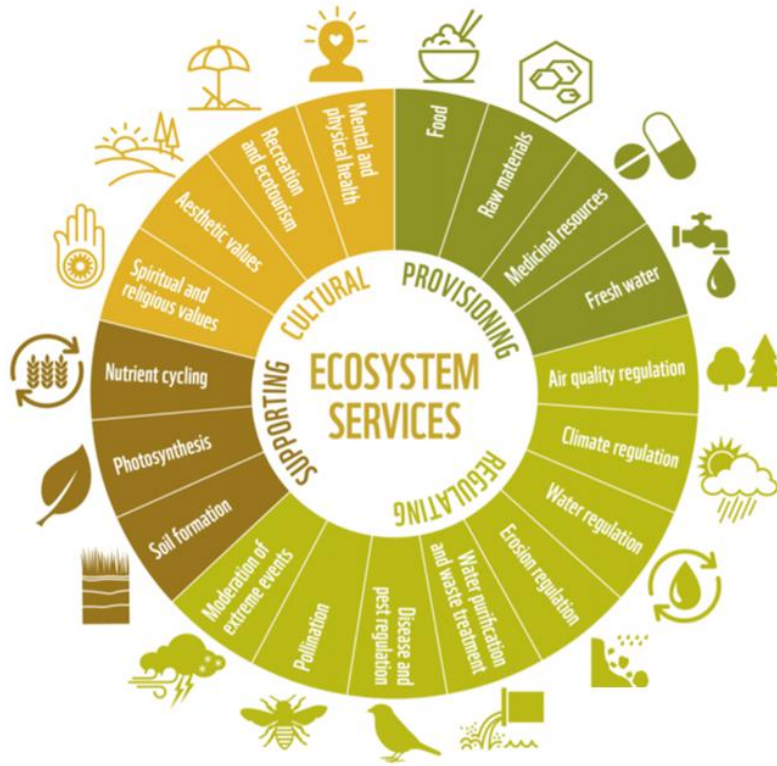 ECOSYSTEM
SERVICES
PROVISIONING
Food
Raw materials
Medicinal resources
Fresh water
REGULATING
Air quality regulation
Climate regulation
Water regulation
Erosion regulation
Water purification
and waste treatment
Disease and
pest regulation
Pollination
Moderation of
extreme events
SUPPORTING
Soil formation
Photosynthesis
Nutrient cycling
CULTURAL
Spiritual and
religious values
Aesthetic values
Recreation
and ecotourism
Mental and
physical health